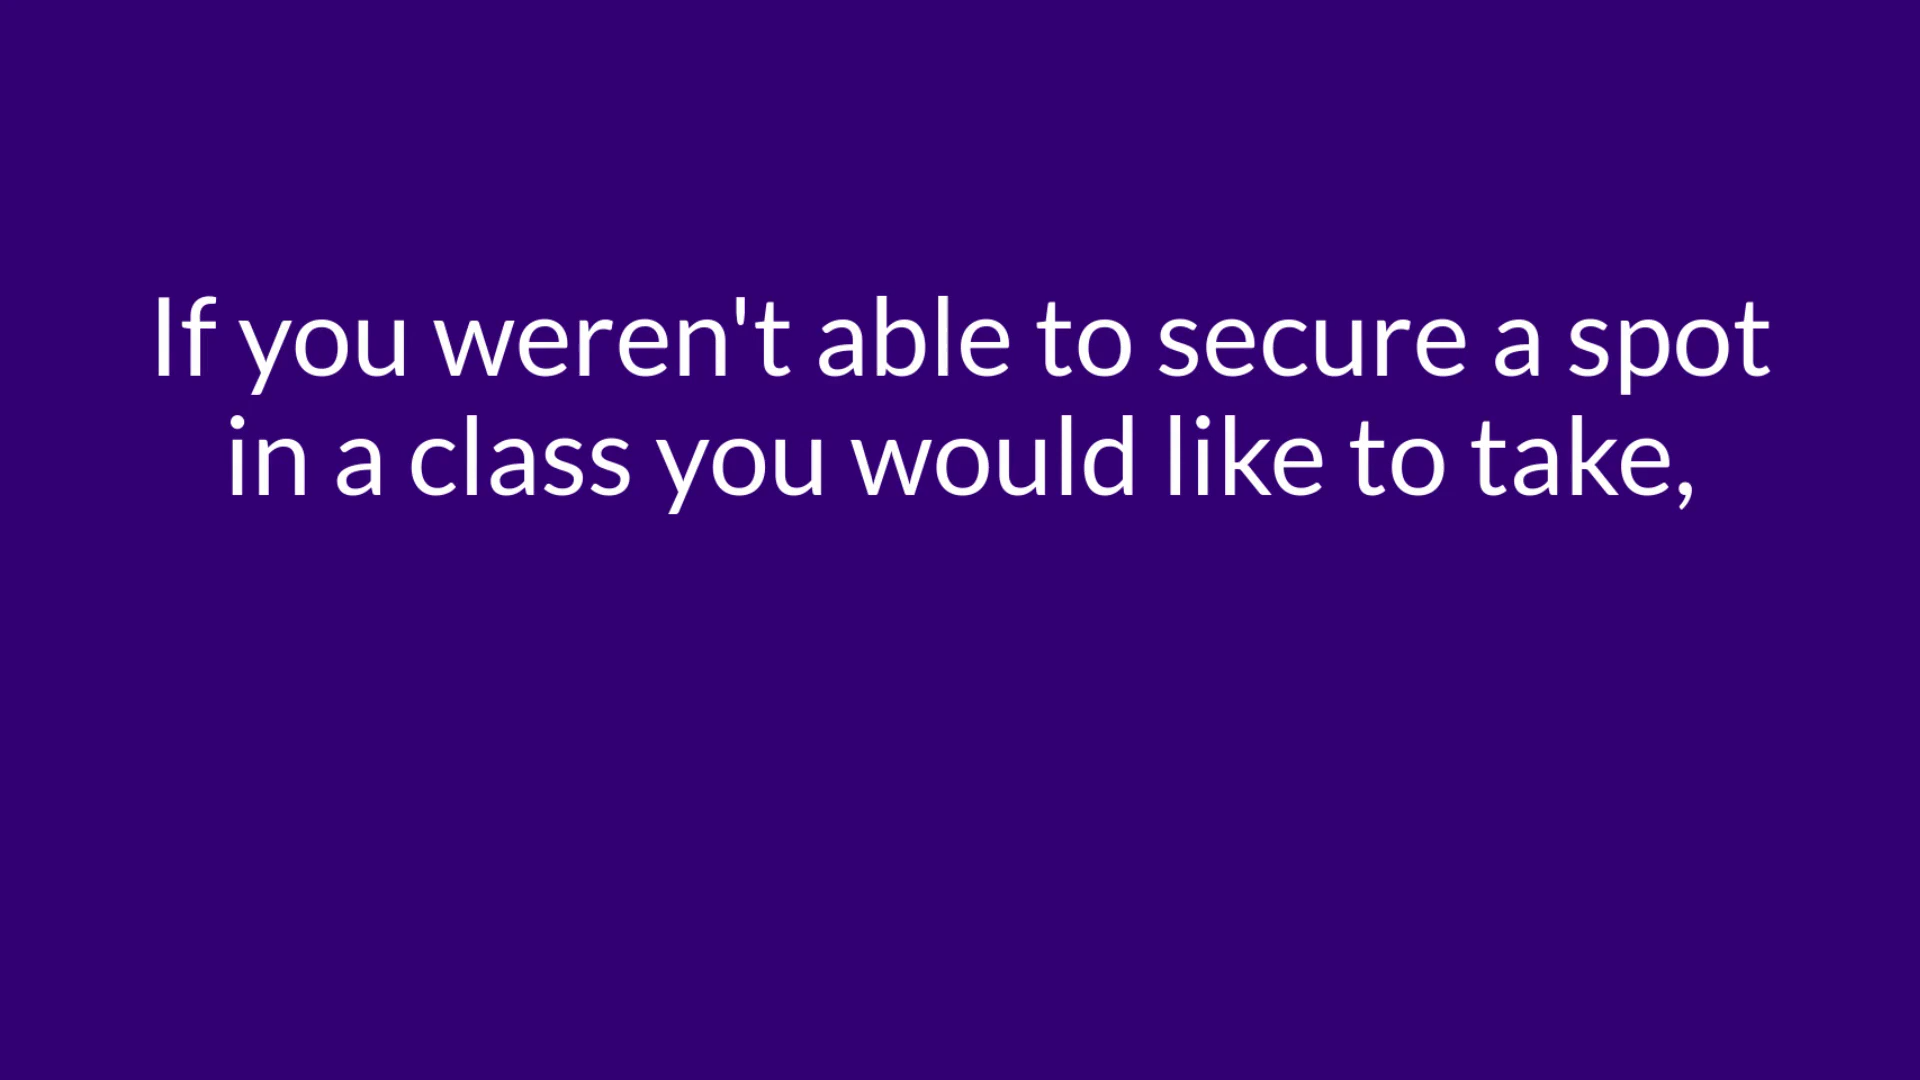 If you weren't able to secure a spot
in a class you would like to take,